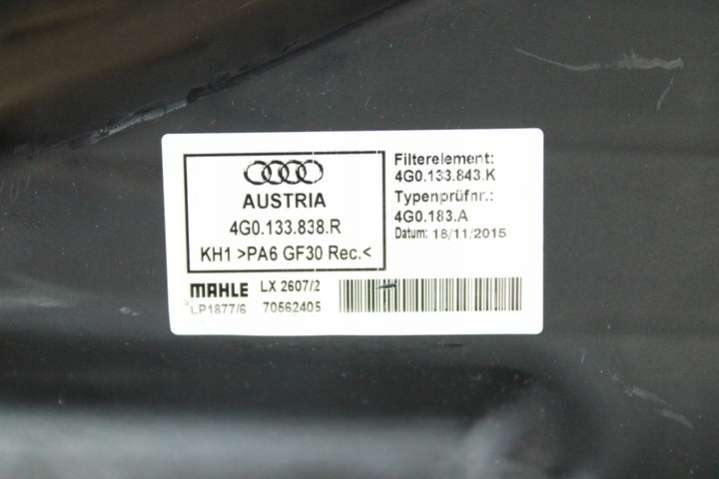 AUSTRIA
4G0.133.838.R
KH1 >PA6 GF30 Rec.<
Filterelement:
4G0.133.843.K
Typenprüfnr.:
4G0.183.A
Datum: 18/11/2015
MAHLE LX 2607/2
LP1877/6 70562405